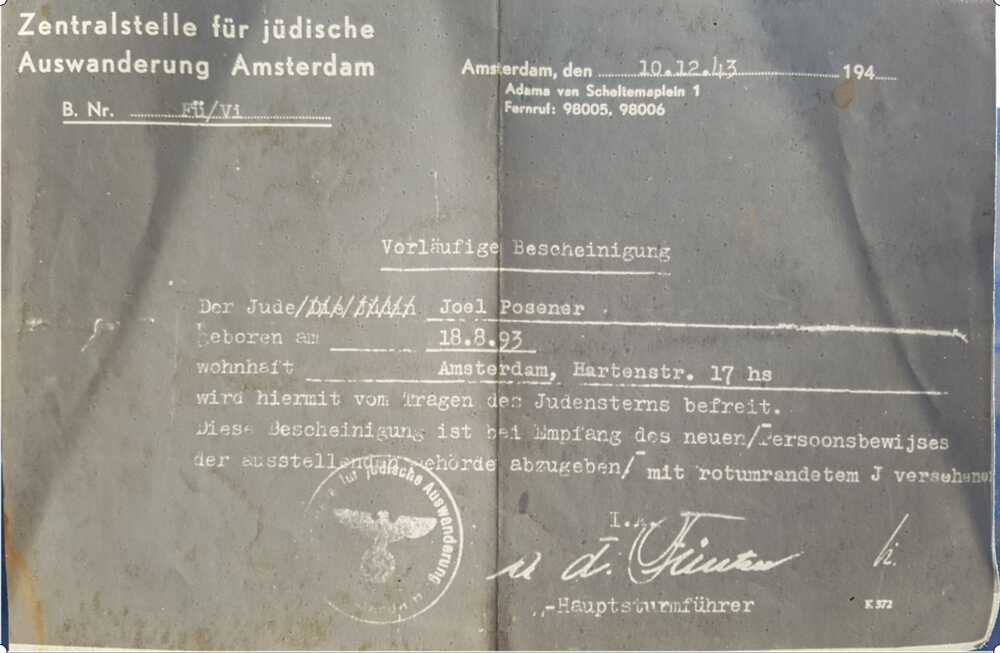 Zentralstelle für jüdische
Auswanderung Amsterdam
Amsterdam, den 10.12.43 194
Adama van Scheltemaplein 1
Fernruf: 98005, 98006
B. Nr. Fü/Vi
Vorläufige Bescheinigung
Der Jude/Die/Jüdin Joel Posener
geboren am 18.8.93
wohnhaft Amsterdam, Hartenstr. 17 hs
wird hiermit vom Tragen des Judensterns befreit.
Diese Bescheinigung ist bei Empfang des neuen/Persoonsbewijses
der ausstellenden Behörde abzugeben/ mit rotumrandetem J versehenen
für jüdische Auswanderung
I.A.
a. d. Fünten
-Hauptsturmführer
K 372